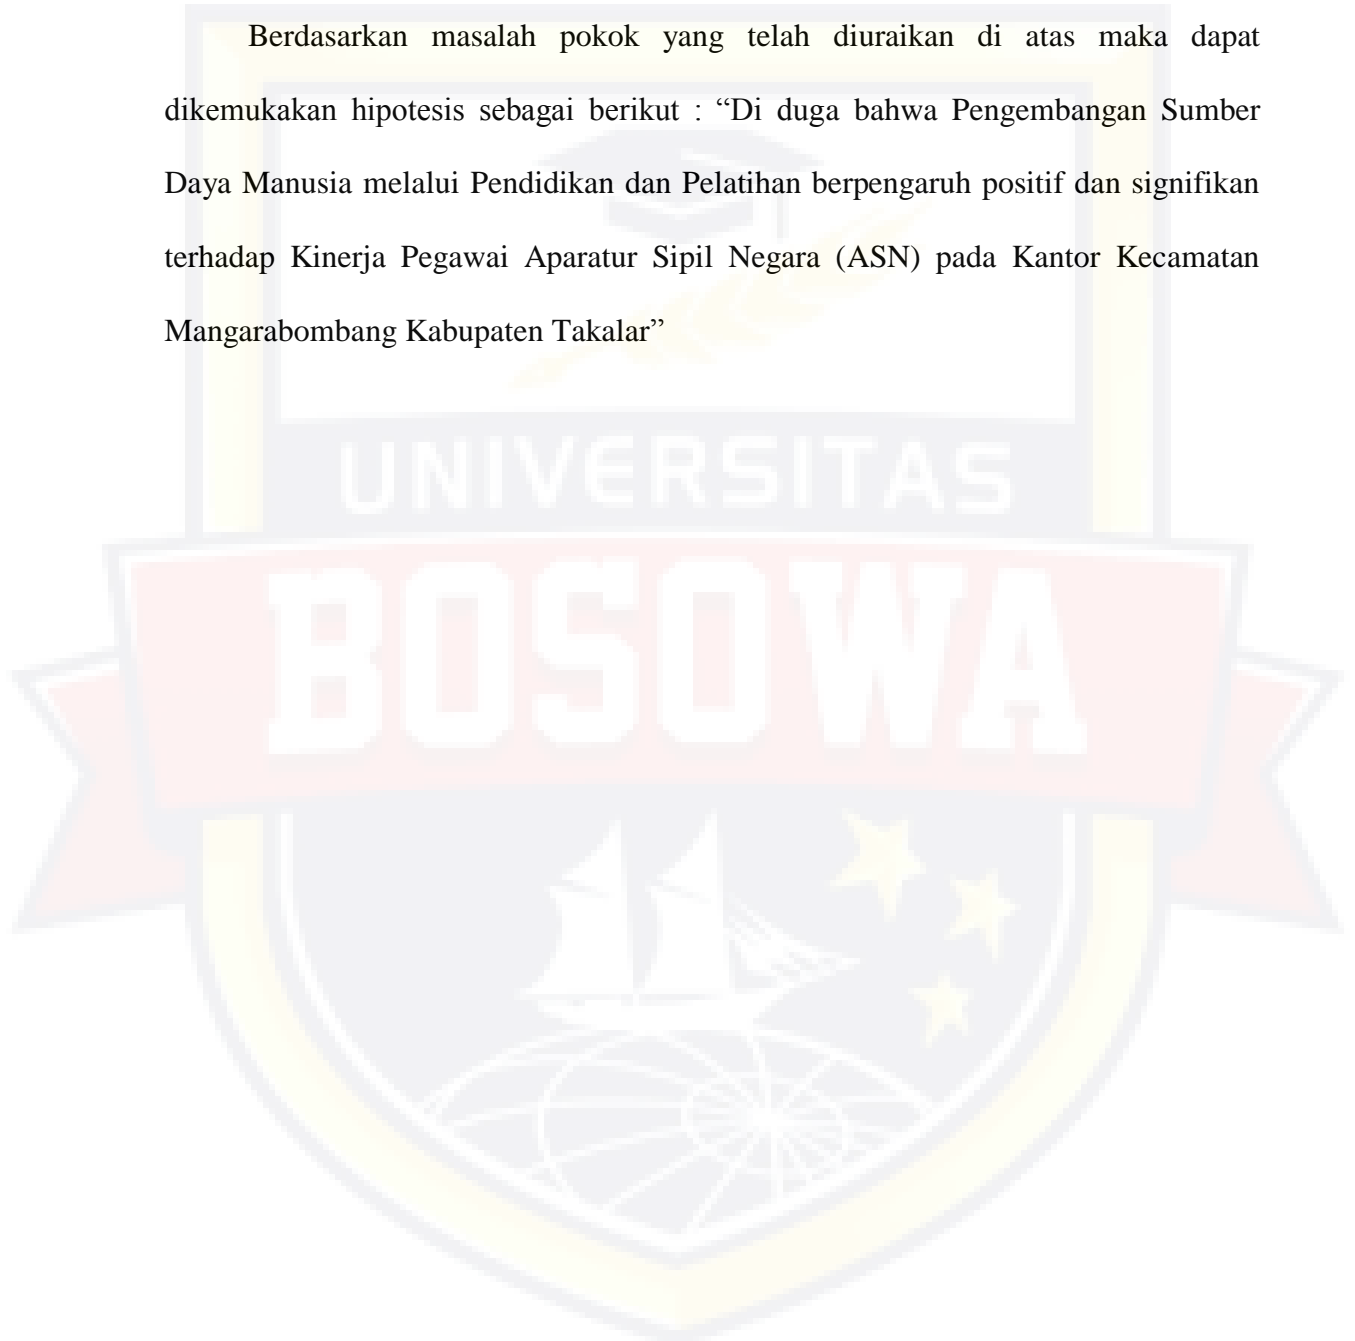 Berdasarkan masalah pokok yang telah diuraikan di atas maka dapat
dikemukakan hipotesis sebagai berikut : “Di duga bahwa Pengembangan Sumber
Daya Manusia melalui Pendidikan dan Pelatihan berpengaruh positif dan signifikan
terhadap Kinerja Pegawai Aparatur Sipil Negara (ASN) pada Kantor Kecamatan
Mangarabombang Kabupaten Takalar”
UNIVERSITAS
BOSOWA